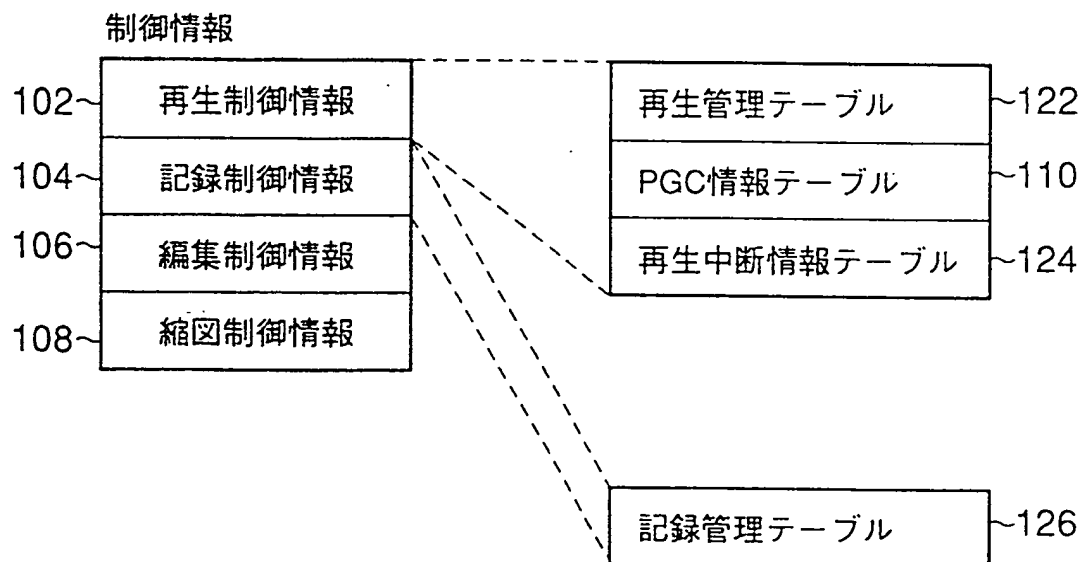 制御情報
102 再生制御情報
104 記録制御情報
106 編集制御情報
108 縮図制御情報
再生管理テーブル 122
PGC情報テーブル 110
再生中断情報テーブル 124
記録管理テーブル 126